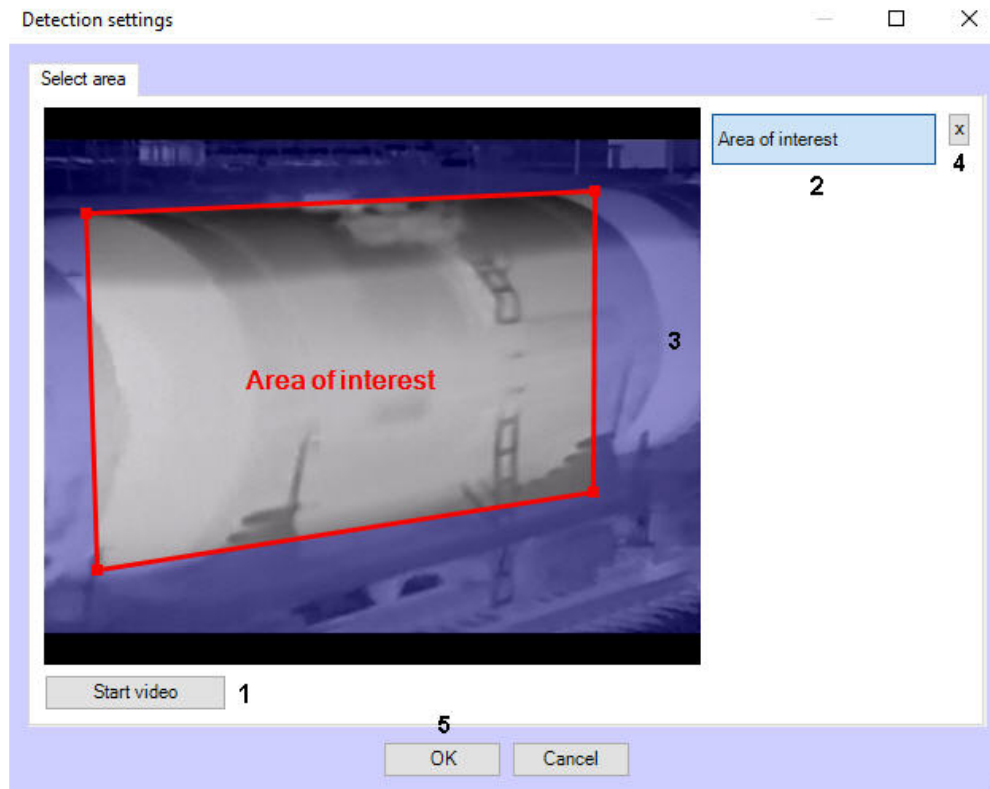 Detection settings
Select area
Area of interest
x
2
4
3
Area of interest
Start video
1
5
OK
Cancel